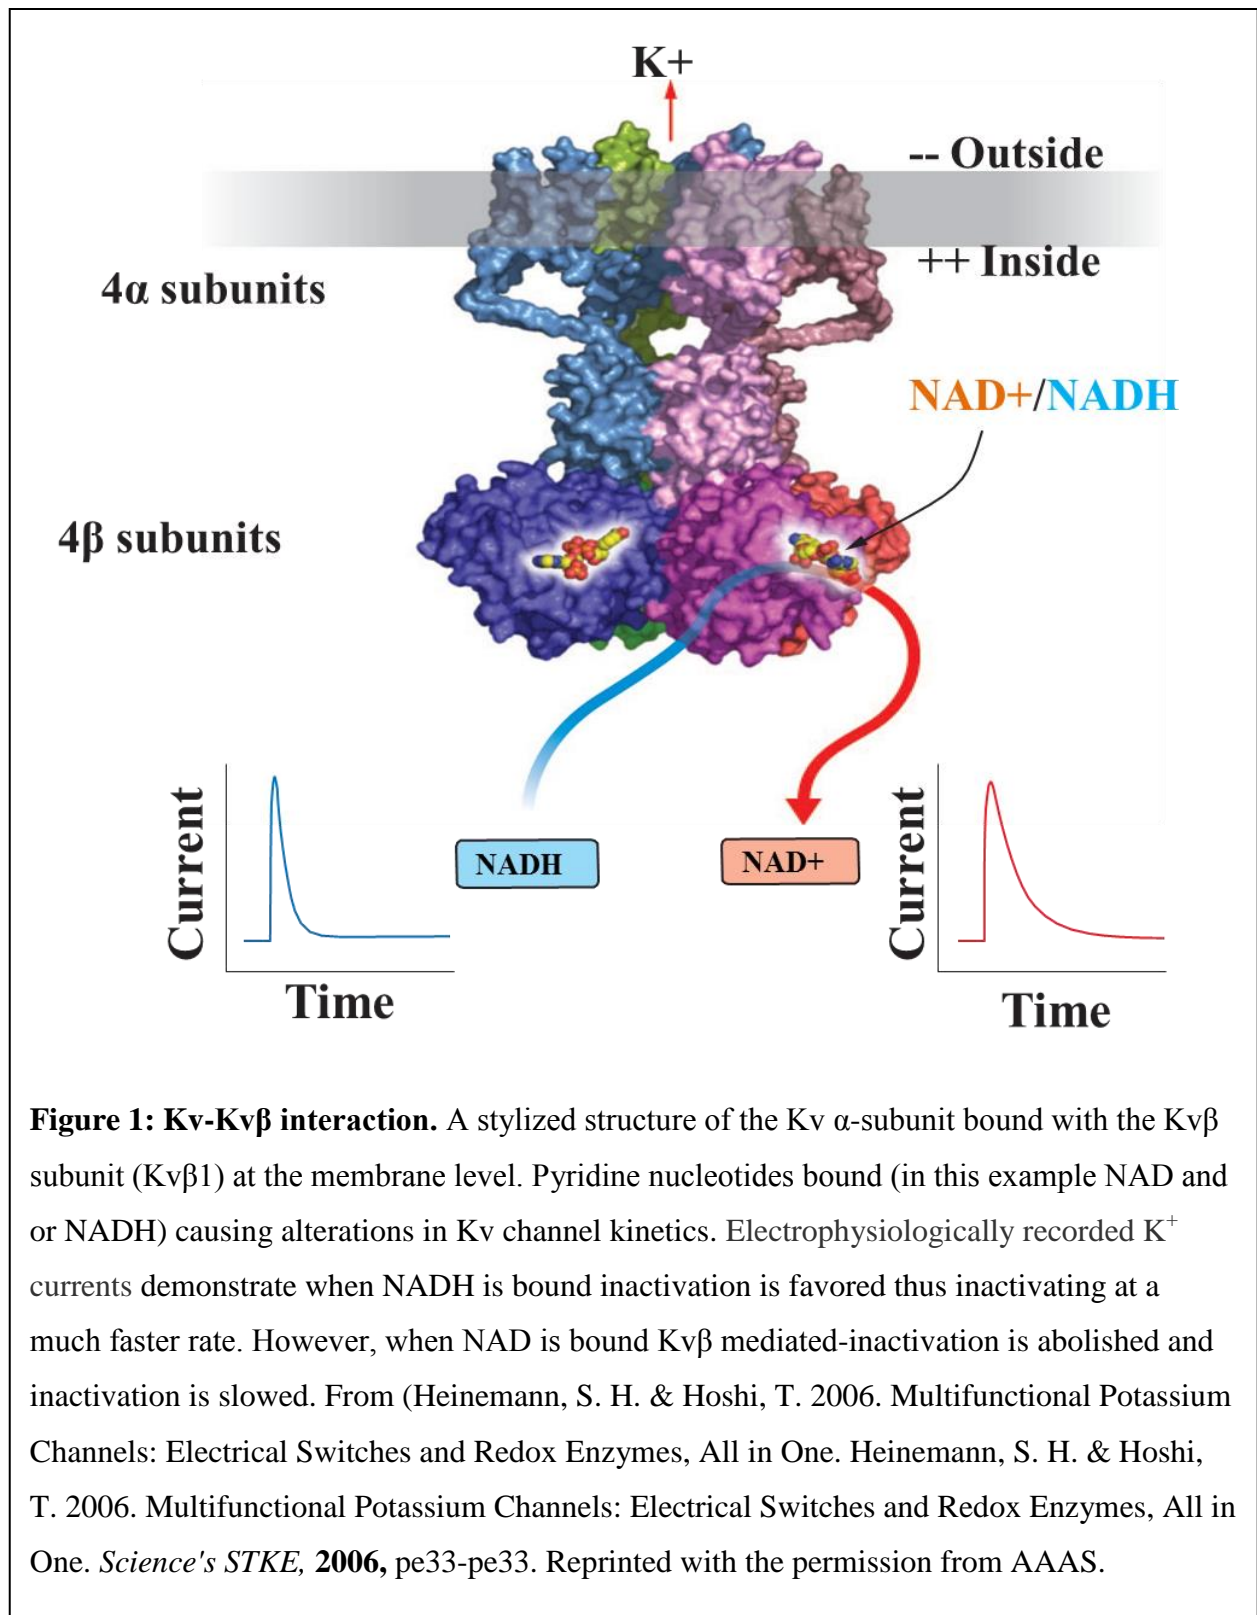 K+
-- Outside
++ Inside
4α subunits
NAD+/NADH
4β subunits
Current
Time
NADH
NAD+
Current
Time
Figure 1: Kv-Kvβ interaction. A stylized structure of the Kv α-subunit bound with the Kvβ
subunit (Kvβ1) at the membrane level. Pyridine nucleotides bound (in this example NAD and
or NADH) causing alterations in Kv channel kinetics. Electrophysiologically recorded K⁺
currents demonstrate when NADH is bound inactivation is favored thus inactivating at a
much faster rate. However, when NAD is bound Kvβ mediated-inactivation is abolished and
inactivation is slowed. From (Heinemann, S. H. & Hoshi, T. 2006. Multifunctional Potassium
Channels: Electrical Switches and Redox Enzymes, All in One. Heinemann, S. H. & Hoshi,
T. 2006. Multifunctional Potassium Channels: Electrical Switches and Redox Enzymes, All in
One. Science's STKE, 2006, pe33-pe33. Reprinted with the permission from AAAS.